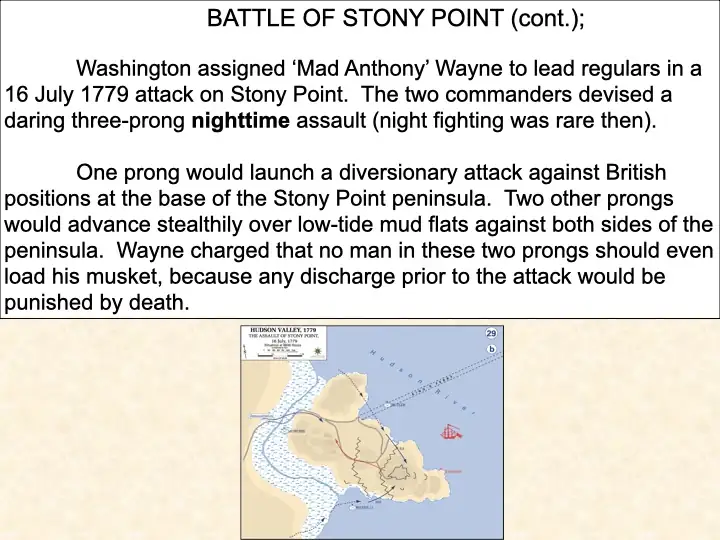 BATTLE OF STONY POINT (cont.);
Washington assigned ‘Mad Anthony’ Wayne to lead regulars in a
16 July 1779 attack on Stony Point.  The two commanders devised a
daring three-prong nighttime assault (night fighting was rare then).
One prong would launch a diversionary attack against British
positions at the base of the Stony Point peninsula.  Two other prongs
would advance stealthily over low-tide mud flats against both sides of the
peninsula.  Wayne charged that no man in these two prongs should even
load his musket, because any discharge prior to the attack would be
punished by death.
HUDSON VALLEY, 1779
THE ASSAULT OF STONY POINT,
16 July, 1779
29
b
Hudson River
KING'S FERRY